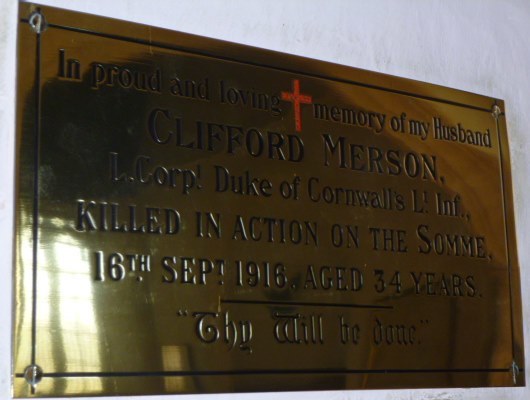 In proud and loving memory of my Husband
CLIFFORD MERSON,
L. Corpl. Duke of Cornwall's Lt. Inf.,
KILLED IN ACTION ON THE SOMME,
16TH SEPT. 1916. AGED 34 YEARS.
"Thy Will be done."